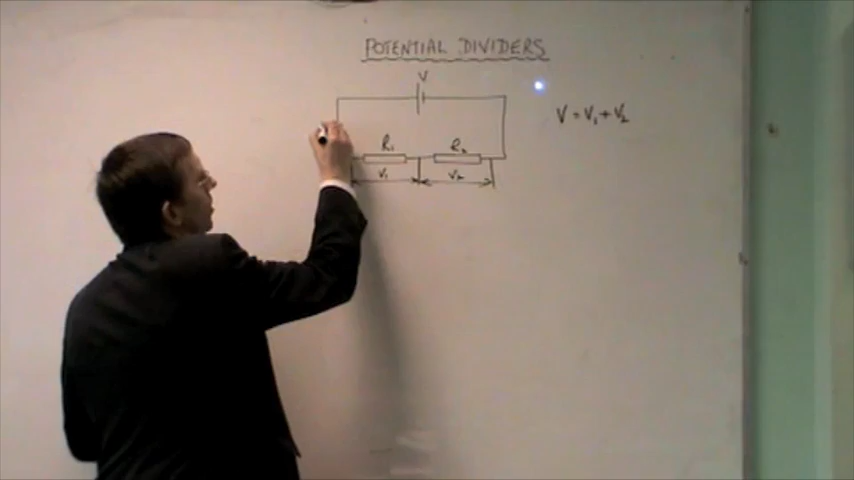 POTENTIAL DIVIDERS
V
V = V₁ + V₂
R₁ R₂
V₁ V₂